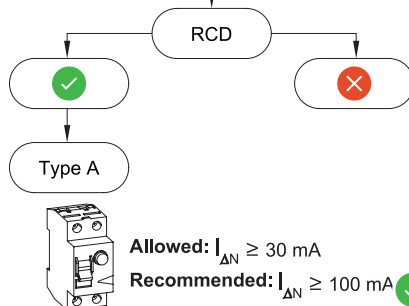 RCD
Type A
Allowed: IΔN ≥ 30 mA
Recommended: IΔN ≥ 100 mA